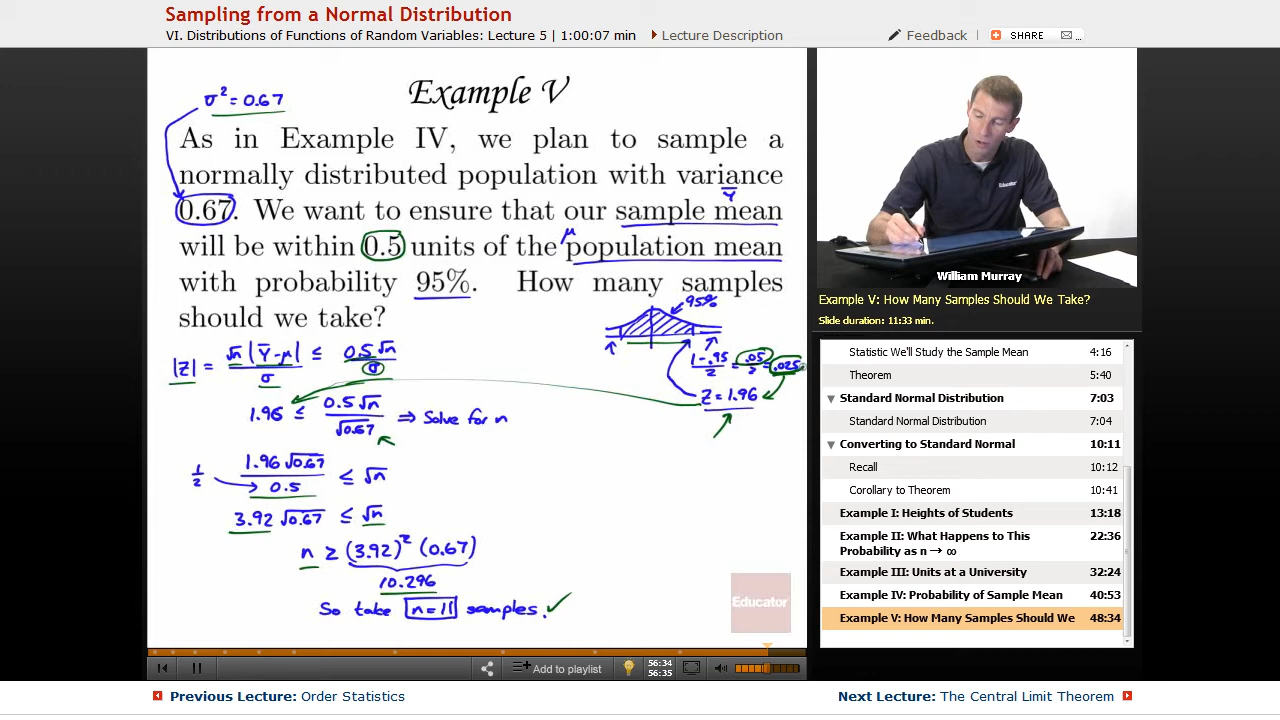 Sampling from a Normal Distribution
VI. Distributions of Functions of Random Variables: Lecture 5 | 1:00:07 min
Lecture Description
Feedback
SHARE
σ² = 0.67
Example V
As in Example IV, we plan to sample a
normally distributed population with variance
Y̅
0.67. We want to ensure that our sample mean
μ
will be within 0.5 units of the population mean
with probability 95%. How many samples
should we take?
95%
|Z| = √n |Y̅ - μ| / σ ≤ 0.5 √n / σ
1 - .95 / 2 = .05 / 2 = .025
Z = 1.96
1.96 ≤ 0.5 √n / √0.67 ⇒ Solve for n
1/2 1.96 √0.67 / 0.5 ≤ √n
3.92 √0.67 ≤ √n
n ≥ (3.92)² (0.67)
10.296
So take n = 11 samples. ✓
Educator
Educator
William Murray
Example V: How Many Samples Should We Take?
Slide duration: 11:33 min.
Statistic We'll Study the Sample Mean 4:16
Theorem 5:40
Standard Normal Distribution 7:03
Standard Normal Distribution 7:04
Converting to Standard Normal 10:11
Recall 10:12
Corollary to Theorem 10:41
Example I: Heights of Students 13:18
Example II: What Happens to This 22:36
Probability as n → ∞
Example III: Units at a University 32:24
Example IV: Probability of Sample Mean 40:53
Example V: How Many Samples Should We 48:34
Add to playlist
56:34
56:35
Previous Lecture: Order Statistics
Next Lecture: The Central Limit Theorem